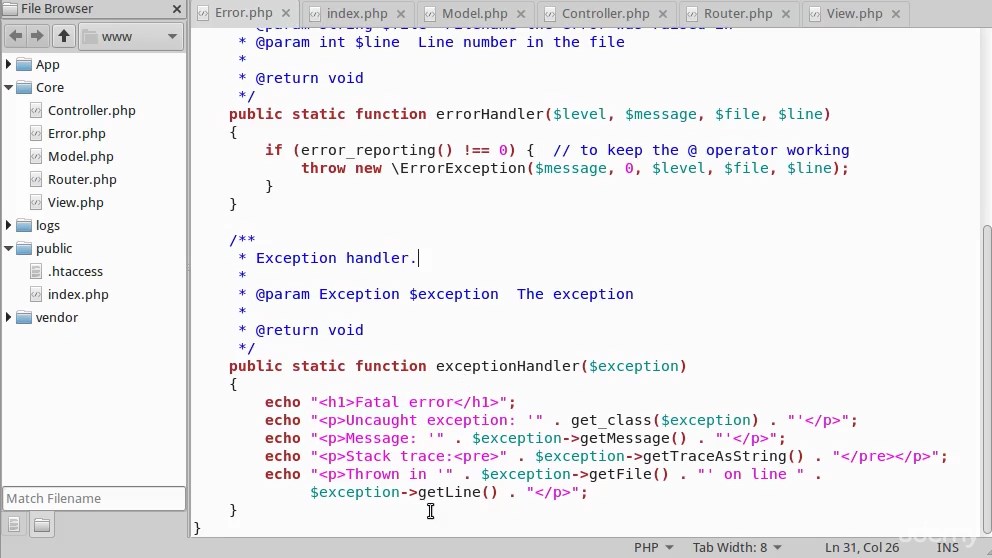 File Browser
www
App
Core
Controller.php
Error.php
Model.php
Router.php
View.php
logs
public
.htaccess
index.php
vendor
Match Filename
Error.php index.php Model.php Controller.php Router.php View.php
* @param int $line  Line number in the file
*
* @return void
*/
public static function errorHandler($level, $message, $file, $line)
{
if (error_reporting() !== 0) {  // to keep the @ operator working
throw new \ErrorException($message, 0, $level, $file, $line);
}
}
/**
* Exception handler.
*
* @param Exception $exception  The exception
*
* @return void
*/
public static function exceptionHandler($exception)
{
echo "<h1>Fatal error</h1>";
echo "<p>Uncaught exception: '" . get_class($exception) . "'</p>";
echo "<p>Message: '" . $exception->getMessage() . "'</p>";
echo "<p>Stack trace:<pre>" . $exception->getTraceAsString() . "</pre></p>";
echo "<p>Thrown in '" . $exception->getFile() . "' on line " .
$exception->getLine() . "</p>";
}
}
udemy
PHP Tab Width: 8 Ln 31, Col 26 INS